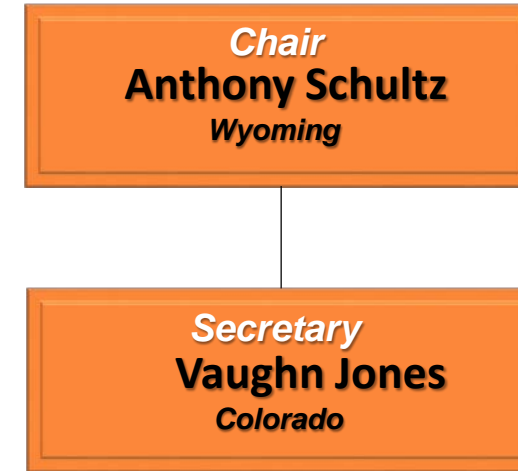 Chair
Anthony Schultz
Wyoming
Secretary
Vaughn Jones
Colorado